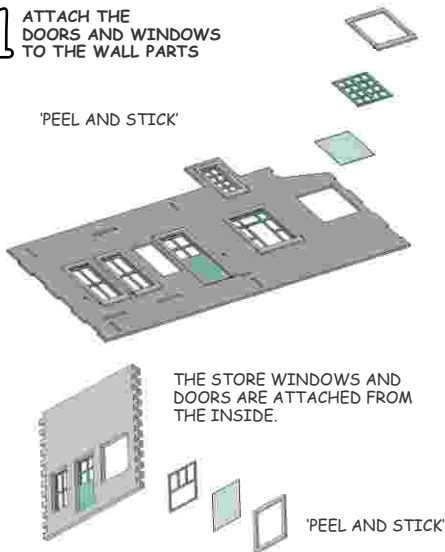 1 ATTACH THE
DOORS AND WINDOWS
TO THE WALL PARTS
'PEEL AND STICK'
THE STORE WINDOWS AND
DOORS ARE ATTACHED FROM
THE INSIDE.
'PEEL AND STICK'